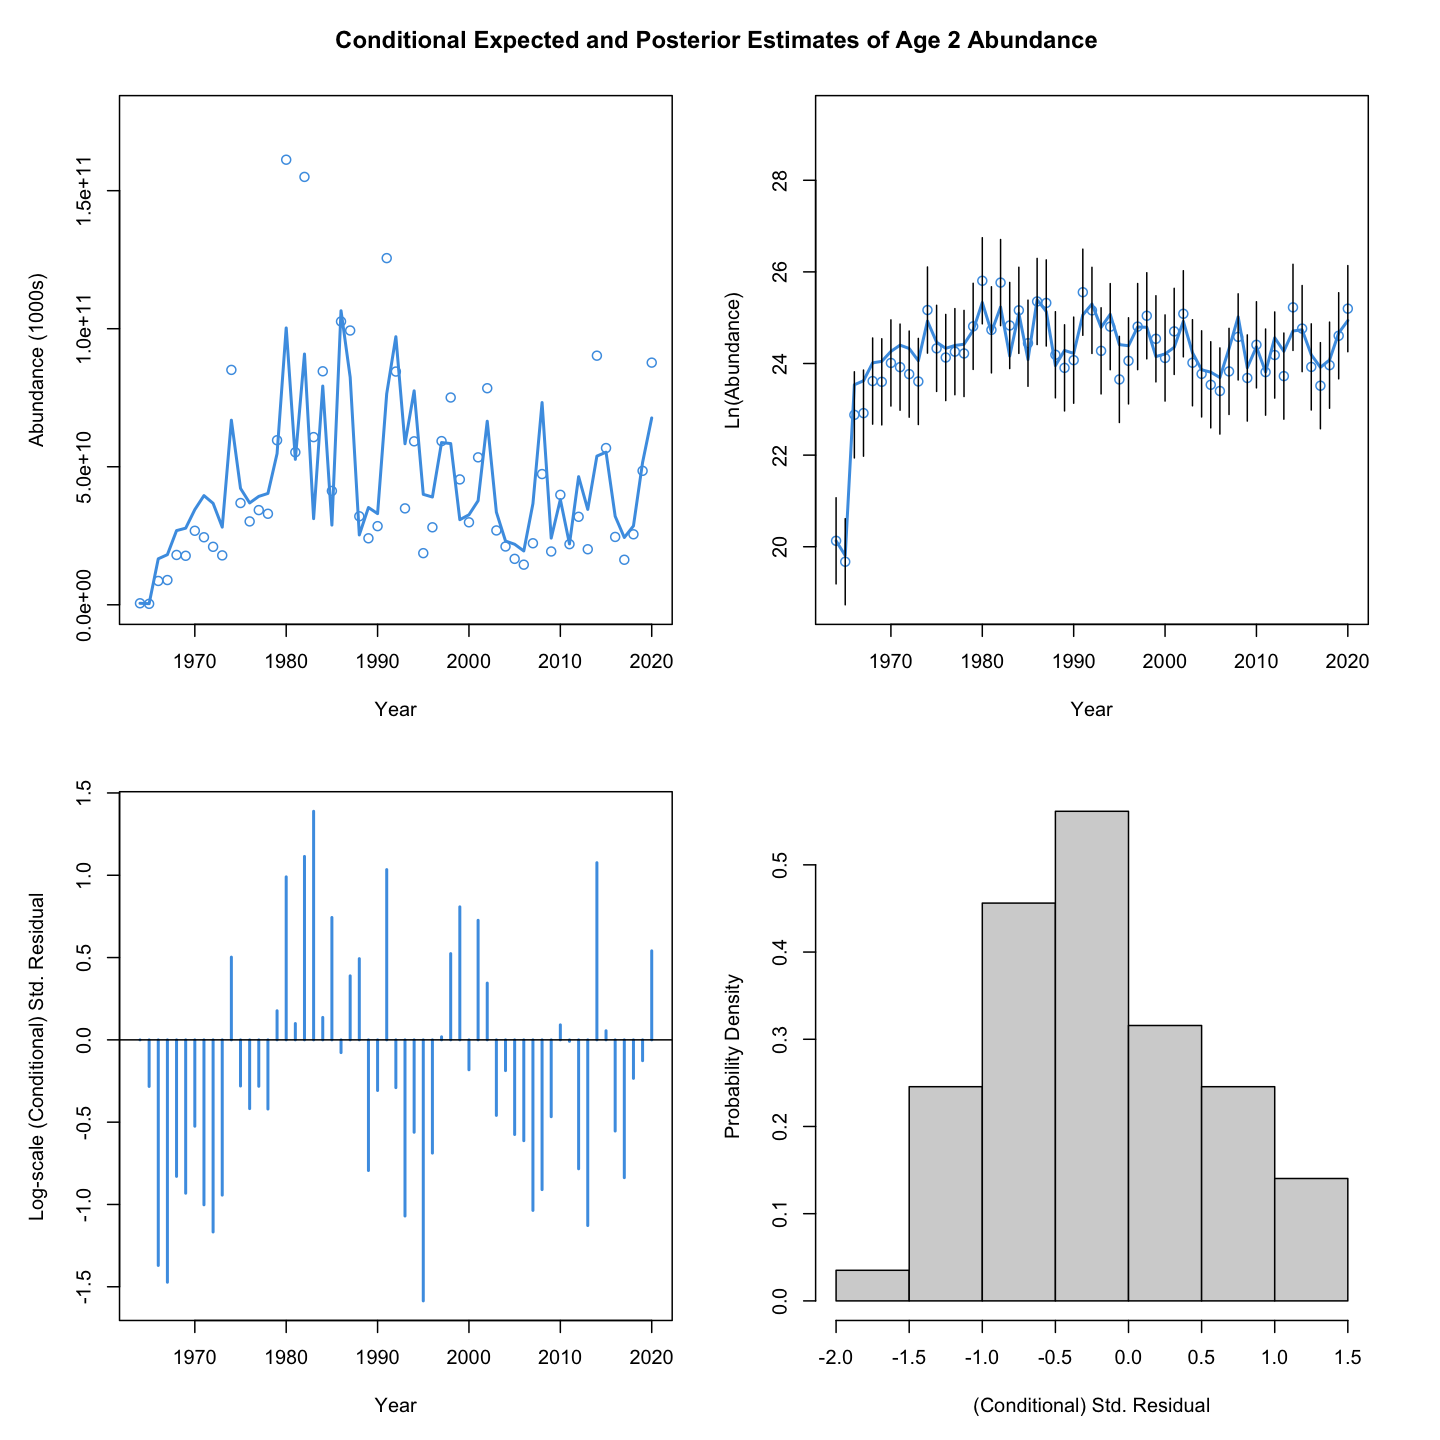 Conditional Expected and Posterior Estimates of Age 2 Abundance
Abundance (1000s)
1.5e+11
1.0e+11
5.0e+10
0.0e+00
1970 1980 1990 2000 2010 2020
Year
Ln(Abundance)
28
26
24
22
20
1970 1980 1990 2000 2010 2020
Year
Log-scale (Conditional) Std. Residual
1.5
1.0
0.5
0.0
-0.5
-1.0
-1.5
1970 1980 1990 2000 2010 2020
Year
Probability Density
0.5
0.4
0.3
0.2
0.1
0.0
-2.0 -1.5 -1.0 -0.5 0.0 0.5 1.0 1.5
(Conditional) Std. Residual